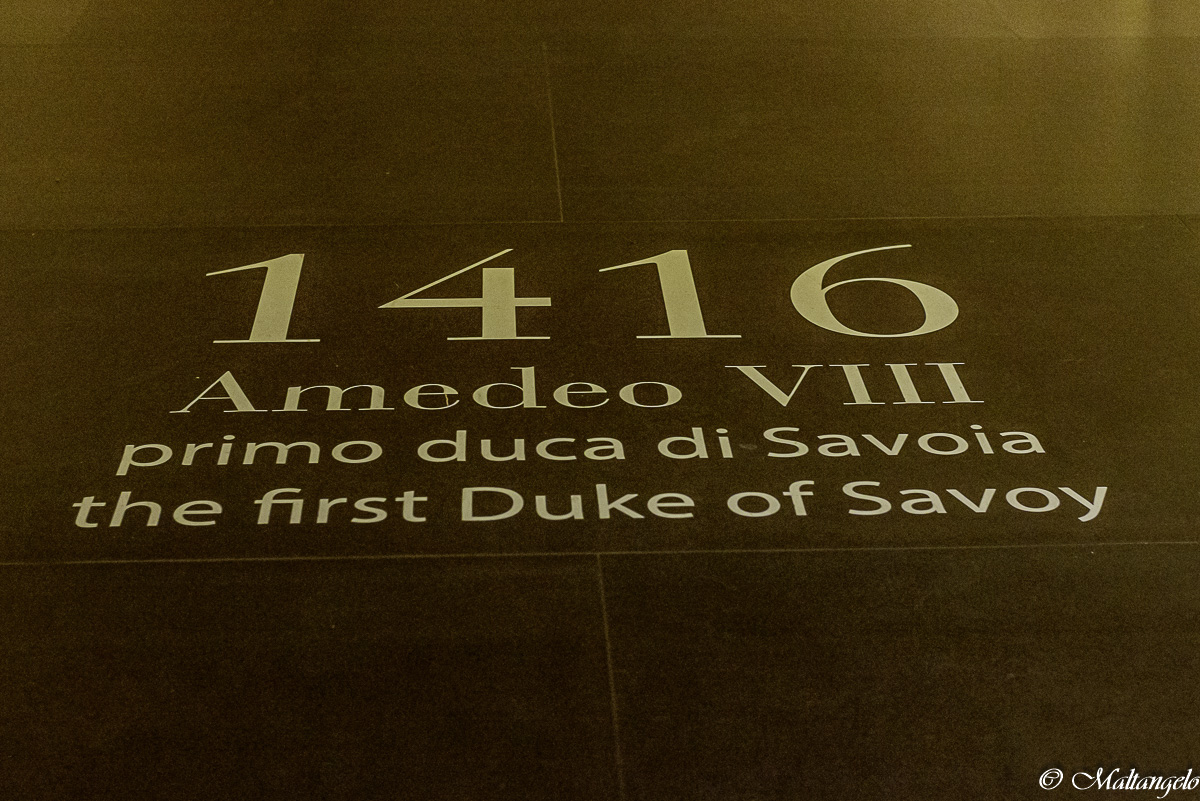 1416
Amedeo VIII
primo duca di Savoia
the first Duke of Savoy
© Maltangelo